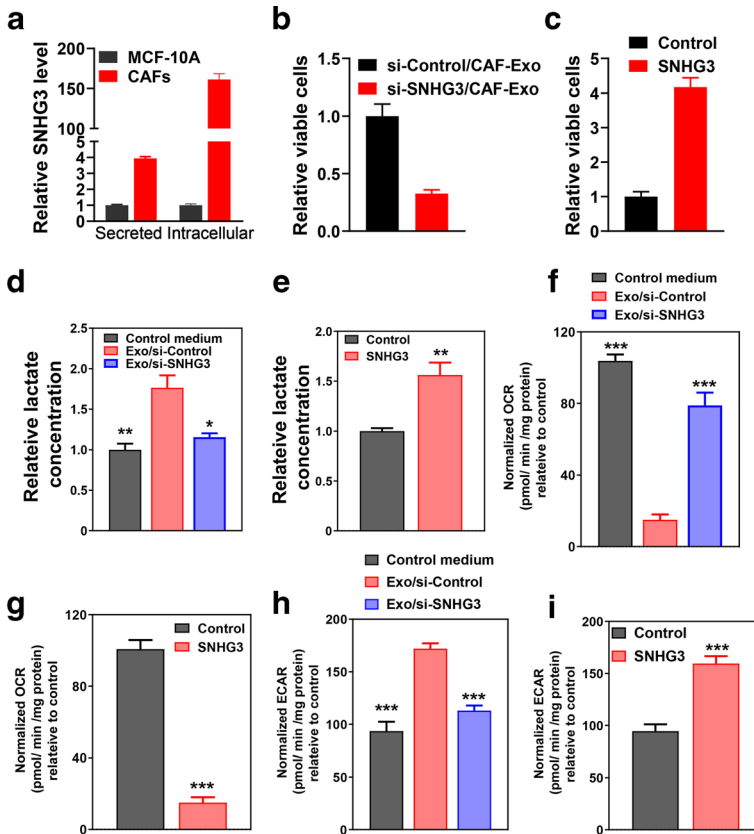 a
Relative SNHG3 level
MCF-10A
CAFs
200
150
100
50
5
4
3
2
1
0
Secreted Intracellular
b
Relative viable cells
si-Control/CAF-Exo
si-SNHG3/CAF-Exo
1.5
1.0
0.5
0.0
c
Relative viable cells
Control
SNHG3
6
4
2
0
d
Relateive lactate
concentration
Control medium
Exo/si-Control
Exo/si-SNHG3
2.5
2.0
1.5
1.0
0.5
0.0
**
*
e
Relateive lactate
concentration
Control
SNHG3
2.0
1.5
1.0
0.5
0.0
**
f
Control medium
Exo/si-Control
Exo/si-SNHG3
Normalized OCR
(pmol/ min /mg protein)
relateive to control
120
80
40
0
***
***
g
Normalized OCR
(pmol/ min /mg protein)
relateive to control
Control
SNHG3
120
80
40
0
***
h
Control medium
Exo/si-Control
Exo/si-SNHG3
Normalized ECAR
(pmol/ min /mg protein)
relateive to control
200
150
100
50
0
***
***
i
Normalized ECAR
(pmol/ min /mg protein)
relateive to control
Control
SNHG3
200
150
100
50
0
***